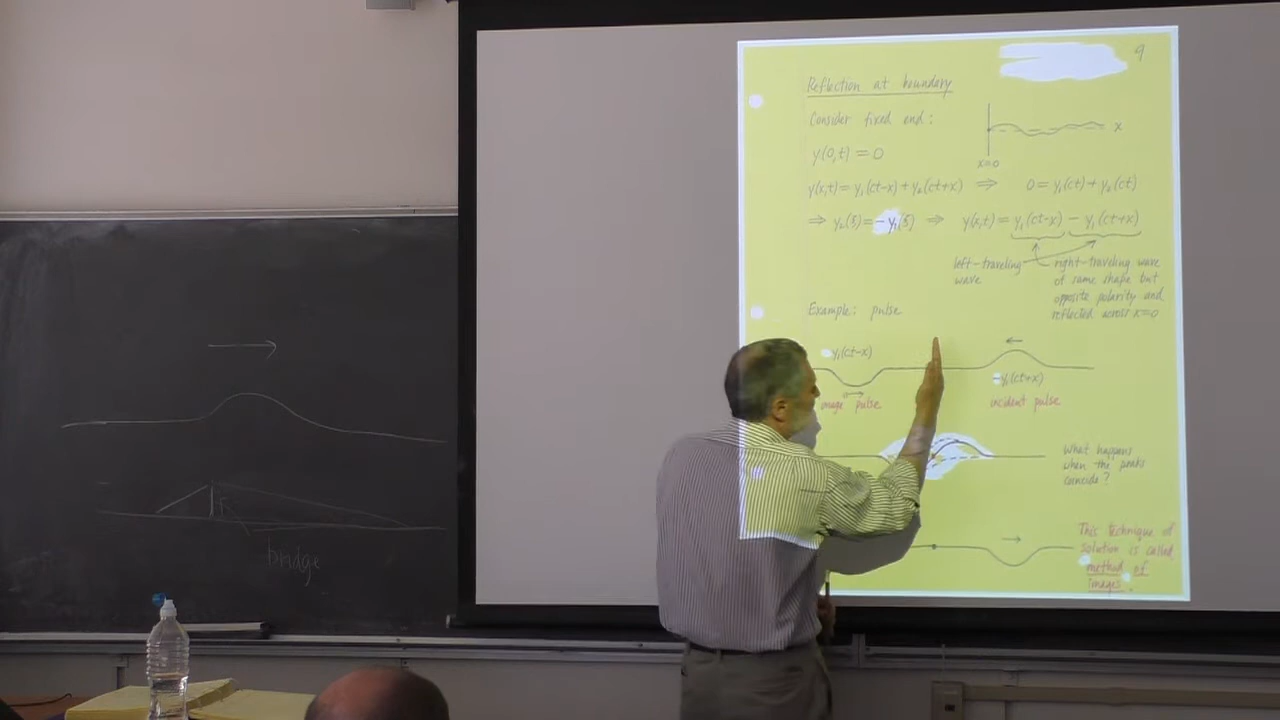 9
Reflection at boundary
Consider fixed end:
x
x=0
y(0,t) = 0
y(x,t) = y₁(ct-x) + y₂(ct+x) ⇒ 0 = y₁(ct) + y₂(ct)
⇒ y₂(ξ) = -y₁(ξ) ⇒ y(x,t) = y₁(ct-x) - y₁(ct+x)
left-traveling wave
right-traveling wave of same shape but opposite polarity and reflected across x=0
Example: pulse
y₁(ct-x)
-y₁(ct+x)
image pulse
incident pulse
What happens when the peaks coincide?
This technique of solution is called method of images.
bridge